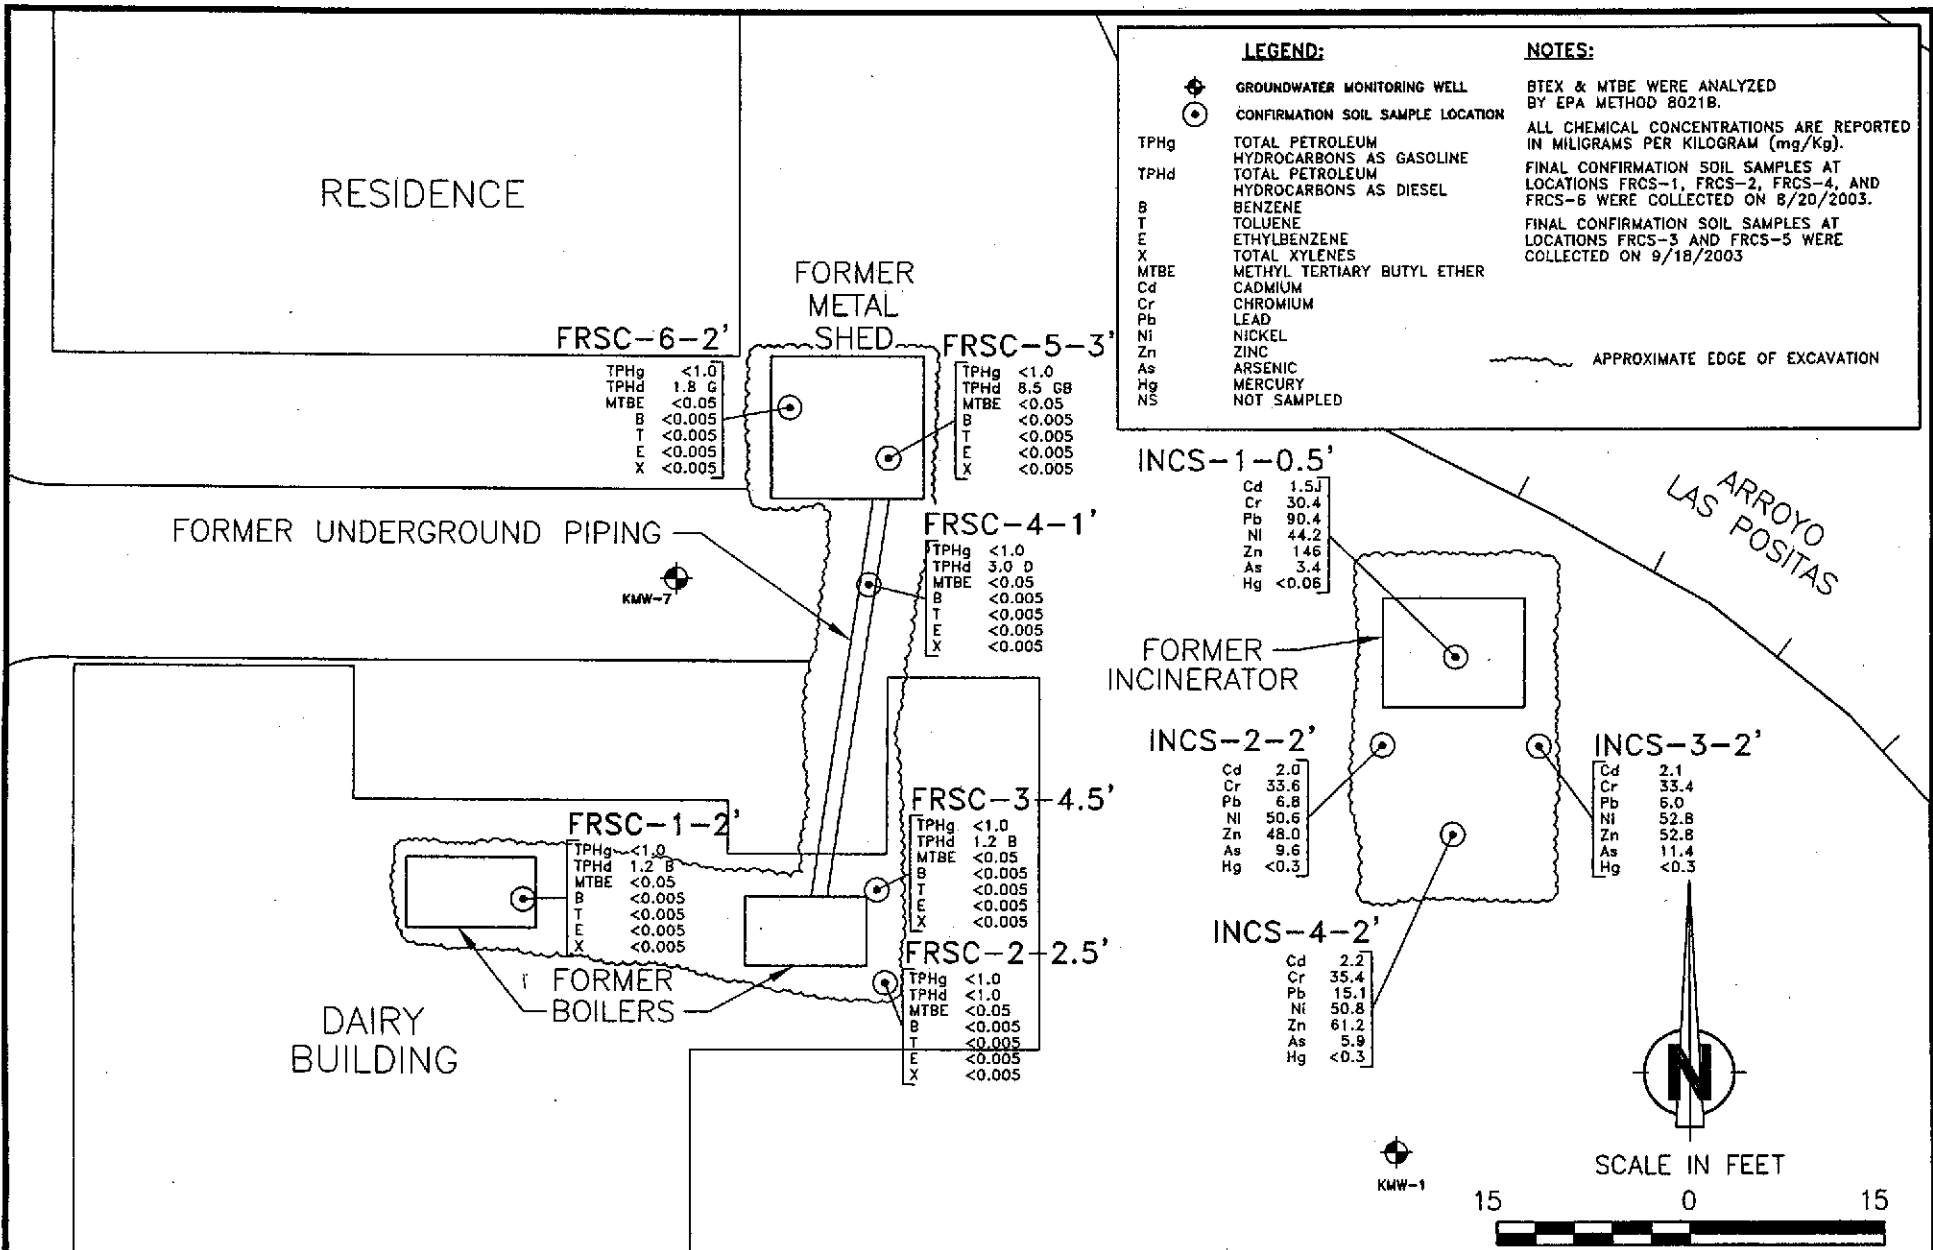 LEGEND:
GROUNDWATER MONITORING WELL
CONFIRMATION SOIL SAMPLE LOCATION
TPHg TOTAL PETROLEUM
HYDROCARBONS AS GASOLINE
TPHd TOTAL PETROLEUM
HYDROCARBONS AS DIESEL
B BENZENE
T TOLUENE
E ETHYLBENZENE
X TOTAL XYLENES
MTBE METHYL TERTIARY BUTYL ETHER
Cd CADMIUM
Cr CHROMIUM
Pb LEAD
Ni NICKEL
Zn ZINC
As ARSENIC
Hg MERCURY
NS NOT SAMPLED
NOTES:
BTEX & MTBE WERE ANALYZED
BY EPA METHOD 8021B.
ALL CHEMICAL CONCENTRATIONS ARE REPORTED
IN MILIGRAMS PER KILOGRAM (mg/Kg).
FINAL CONFIRMATION SOIL SAMPLES AT
LOCATIONS FRCS-1, FRCS-2, FRCS-4, AND
FRCS-6 WERE COLLECTED ON 8/20/2003.
FINAL CONFIRMATION SOIL SAMPLES AT
LOCATIONS FRCS-3 AND FRCS-5 WERE
COLLECTED ON 9/18/2003
APPROXIMATE EDGE OF EXCAVATION
RESIDENCE
FORMER
METAL
SHED
FRSC-6-2'
TPHg <1.0
TPHd 1.8 G
MTBE <0.05
B <0.005
T <0.005
E <0.005
X <0.005
FRSC-5-3'
TPHg <1.0
TPHd 8.5 GB
MTBE <0.05
B <0.005
T <0.005
E <0.005
X <0.005
FORMER UNDERGROUND PIPING
KMW-7
FRSC-4-1'
TPHg <1.0
TPHd 3.0 D
MTBE <0.05
B <0.005
T <0.005
E <0.005
X <0.005
INCS-1-0.5'
Cd 1.5J
Cr 30.4
Pb 90.4
Ni 44.2
Zn 146
As 3.4
Hg <0.06
ARROYO
LAS POSITAS
FORMER
INCINERATOR
INCS-2-2'
Cd 2.0
Cr 33.6
Pb 6.8
Ni 50.6
Zn 48.0
As 9.6
Hg <0.3
INCS-3-2'
Cd 2.1
Cr 33.4
Pb 6.0
Ni 52.8
Zn 52.8
As 11.4
Hg <0.3
FRSC-3-4.5'
TPHg <1.0
TPHd 1.2 B
MTBE <0.05
B <0.005
T <0.005
E <0.005
X <0.005
FRSC-1-2'
TPHg <1.0
TPHd 1.2 B
MTBE <0.05
B <0.005
T <0.005
E <0.005
X <0.005
FRSC-2-2.5'
TPHg <1.0
TPHd <1.0
MTBE <0.05
B <0.005
T <0.005
E <0.005
X <0.005
INCS-4-2'
Cd 2.2
Cr 35.4
Pb 15.1
Ni 50.8
Zn 61.2
As 5.9
Hg <0.3
FORMER
BOILERS
DAIRY
BUILDING
N
KMW-1
SCALE IN FEET
15 0 15